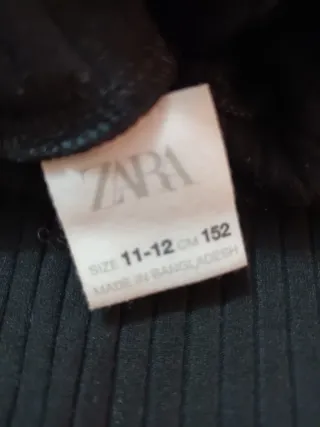 ZARA
SIZE 11-12 CM 152
MADE IN BANGLADESH